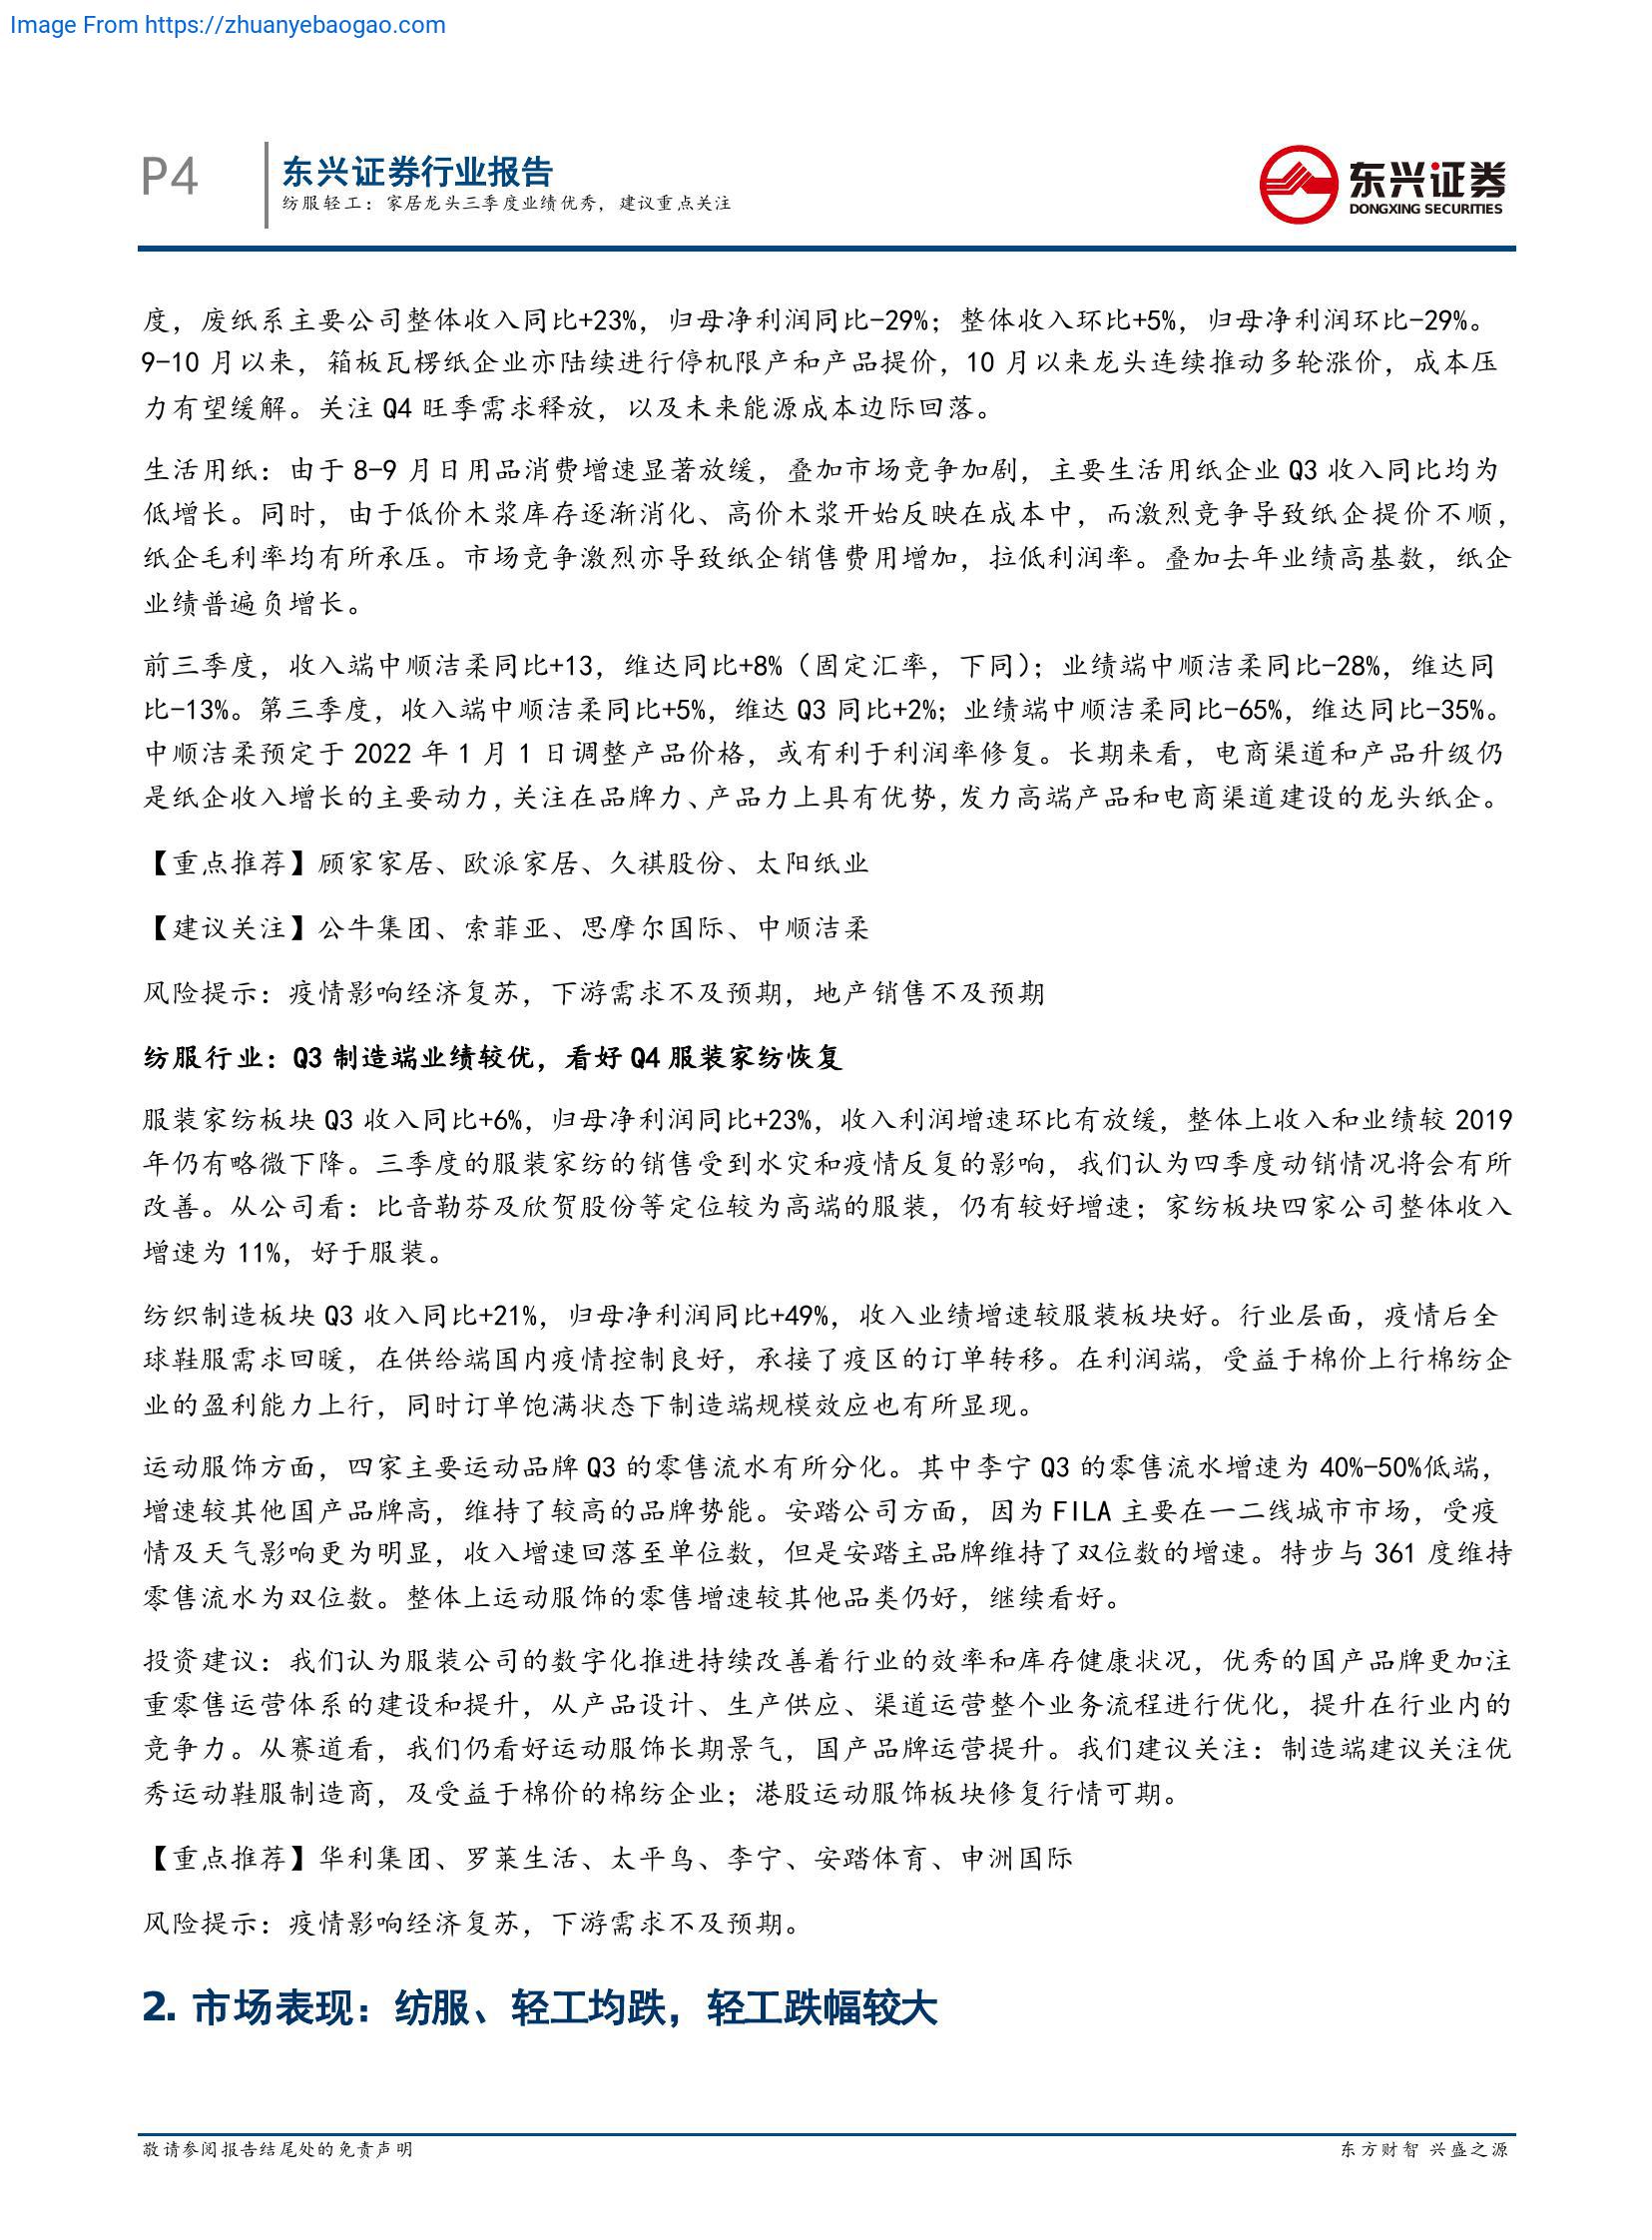 Image From https://zhuanyebaogao.com
P4
东兴证券行业报告
纺服轻工：家居龙头三季度业绩优秀，建议重点关注
东兴证券
DONGXING SECURITIES
度，废纸系主要公司整体收入同比+23%，归母净利润同比-29%；整体收入环比+5%，归母净利润环比-29%。
9-10 月以来，箱板瓦楞纸企业亦陆续进行停机限产和产品提价，10 月以来龙头连续推动多轮涨价，成本压
力有望缓解。关注 Q4 旺季需求释放，以及未来能源成本边际回落。
生活用纸：由于 8-9 月日用品消费增速显著放缓，叠加市场竞争加剧，主要生活用纸企业 Q3 收入同比均为
低增长。同时，由于低价木浆库存逐渐消化、高价木浆开始反映在成本中，而激烈竞争导致纸企提价不顺，
纸企毛利率均有所承压。市场竞争激烈亦导致纸企销售费用增加，拉低利润率。叠加去年业绩高基数，纸企
业绩普遍负增长。
前三季度，收入端中顺洁柔同比+13，维达同比+8%（固定汇率，下同）；业绩端中顺洁柔同比-28%，维达同
比-13%。第三季度，收入端中顺洁柔同比+5%，维达 Q3 同比+2%；业绩端中顺洁柔同比-65%，维达同比-35%。
中顺洁柔预定于 2022 年 1 月 1 日调整产品价格，或有利于利润率修复。长期来看，电商渠道和产品升级仍
是纸企收入增长的主要动力，关注在品牌力、产品力上具有优势，发力高端产品和电商渠道建设的龙头纸企。
【重点推荐】顾家家居、欧派家居、久祺股份、太阳纸业
【建议关注】公牛集团、索菲亚、思摩尔国际、中顺洁柔
风险提示：疫情影响经济复苏，下游需求不及预期，地产销售不及预期
纺服行业：Q3 制造端业绩较优，看好 Q4 服装家纺恢复
服装家纺板块 Q3 收入同比+6%，归母净利润同比+23%，收入利润增速环比有放缓，整体上收入和业绩较 2019
年仍有略微下降。三季度的服装家纺的销售受到水灾和疫情反复的影响，我们认为四季度动销情况将会有所
改善。从公司看：比音勒芬及欣贺股份等定位较为高端的服装，仍有较好增速；家纺板块四家公司整体收入
增速为 11%，好于服装。
纺织制造板块 Q3 收入同比+21%，归母净利润同比+49%，收入业绩增速较服装板块好。行业层面，疫情后全
球鞋服需求回暖，在供给端国内疫情控制良好，承接了疫区的订单转移。在利润端，受益于棉价上行棉纺企
业的盈利能力上行，同时订单饱满状态下制造端规模效应也有所显现。
运动服饰方面，四家主要运动品牌 Q3 的零售流水有所分化。其中李宁 Q3 的零售流水增速为 40%-50%低端，
增速较其他国产品牌高，维持了较高的品牌势能。安踏公司方面，因为 FILA 主要在一二线城市市场，受疫
情及天气影响更为明显，收入增速回落至单位数，但是安踏主品牌维持了双位数的增速。特步与 361 度维持
零售流水为双位数。整体上运动服饰的零售增速较其他品类仍好，继续看好。
投资建议：我们认为服装公司的数字化推进持续改善着行业的效率和库存健康状况，优秀的国产品牌更加注
重零售运营体系的建设和提升，从产品设计、生产供应、渠道运营整个业务流程进行优化，提升在行业内的
竞争力。从赛道看，我们仍看好运动服饰长期景气，国产品牌运营提升。我们建议关注：制造端建议关注优
秀运动鞋服制造商，及受益于棉价的棉纺企业；港股运动服饰板块修复行情可期。
【重点推荐】华利集团、罗莱生活、太平鸟、李宁、安踏体育、申洲国际
风险提示：疫情影响经济复苏，下游需求不及预期。
2. 市场表现：纺服、轻工均跌，轻工跌幅较大
敬请参阅报告结尾处的免责声明
东方财智 兴盛之源